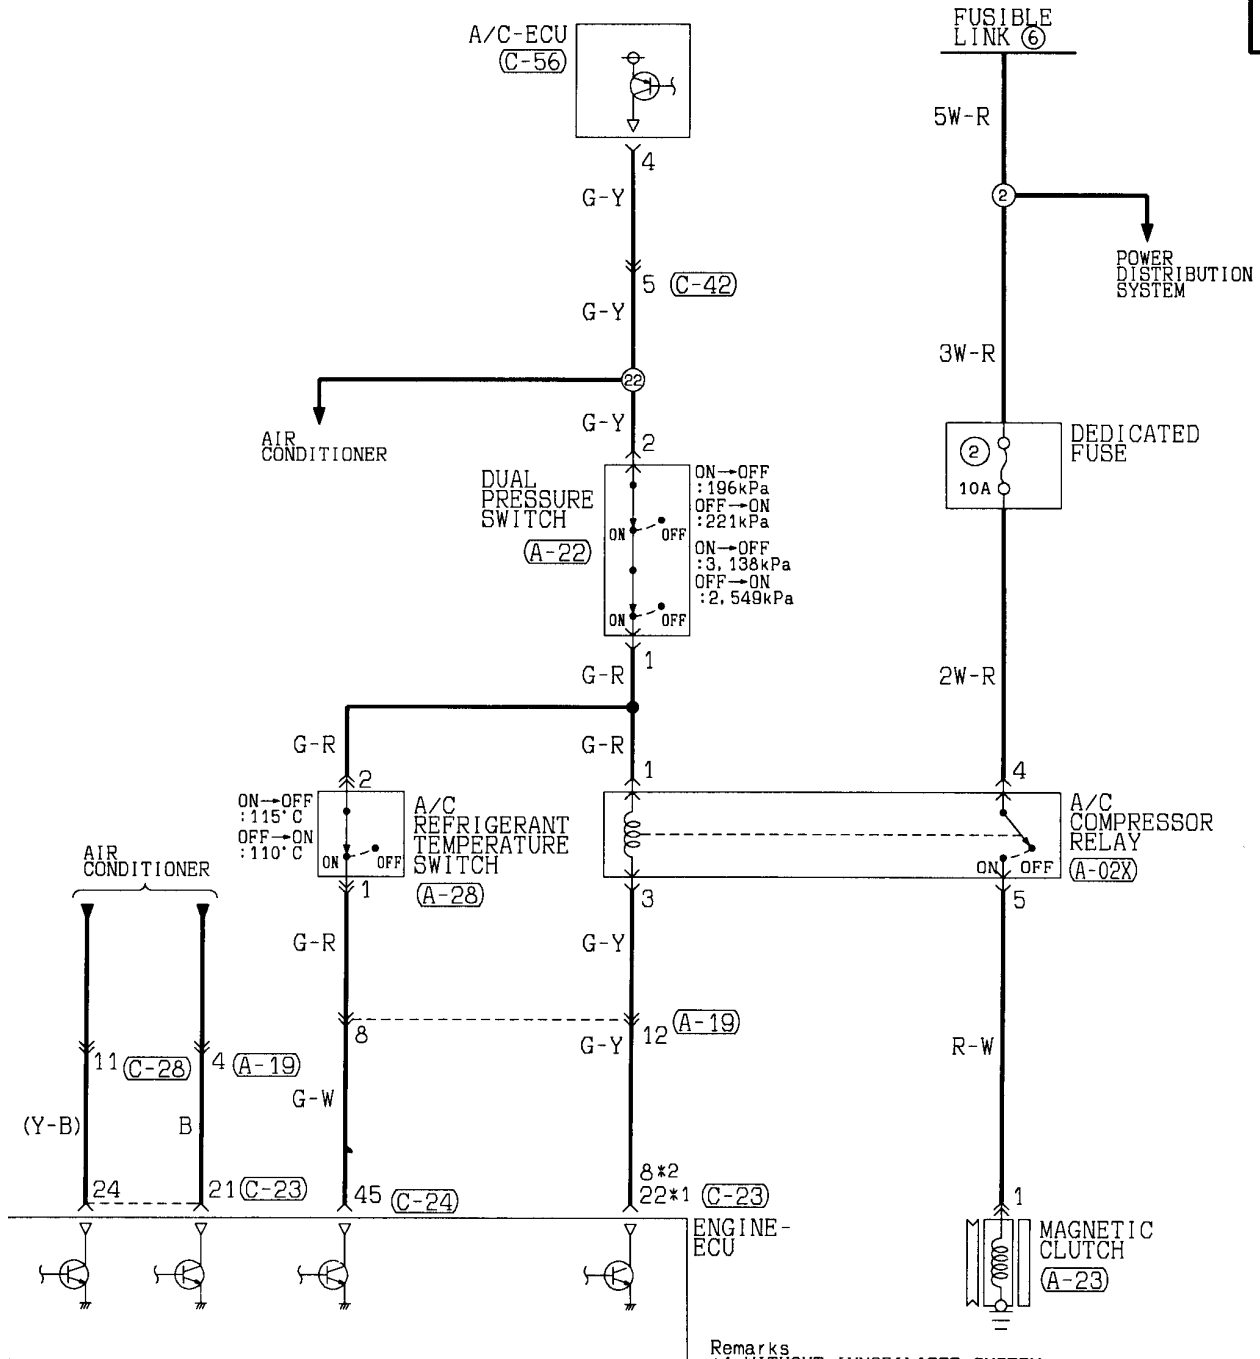 FUSIBLE
LINK ⑥
A/C-ECU
C-56
5W-R
4
G-Y
2
POWER
DISTRIBUTION
SYSTEM
5 C-42
G-Y
3W-R
22
AIR
CONDITIONER
G-Y
2
DUAL
PRESSURE
SWITCH
A-22
ON→OFF
:196kPa
OFF→ON
:221kPa
ON OFF
ON→OFF
:3,138kPa
OFF→ON
:2,549kPa
ON OFF
DEDICATED
FUSE
2
10A
1
G-R
2W-R
G-R
G-R
2
1
4
ON→OFF
:115°C
OFF→ON
:110°C
ON OFF
A/C
REFRIGERANT
TEMPERATURE
SWITCH
A-28
A/C
COMPRESSOR
RELAY
A-02X
ON OFF
AIR
CONDITIONER
1
3
5
G-R
G-Y
8
12 A-19
G-Y
R-W
11 C-28
4 A-19
G-W
(Y-B)
B
24
21 C-23
45 C-24
8*2
22*1 C-23
1
ENGINE-
ECU
MAGNETIC
CLUTCH
A-23
Remarks